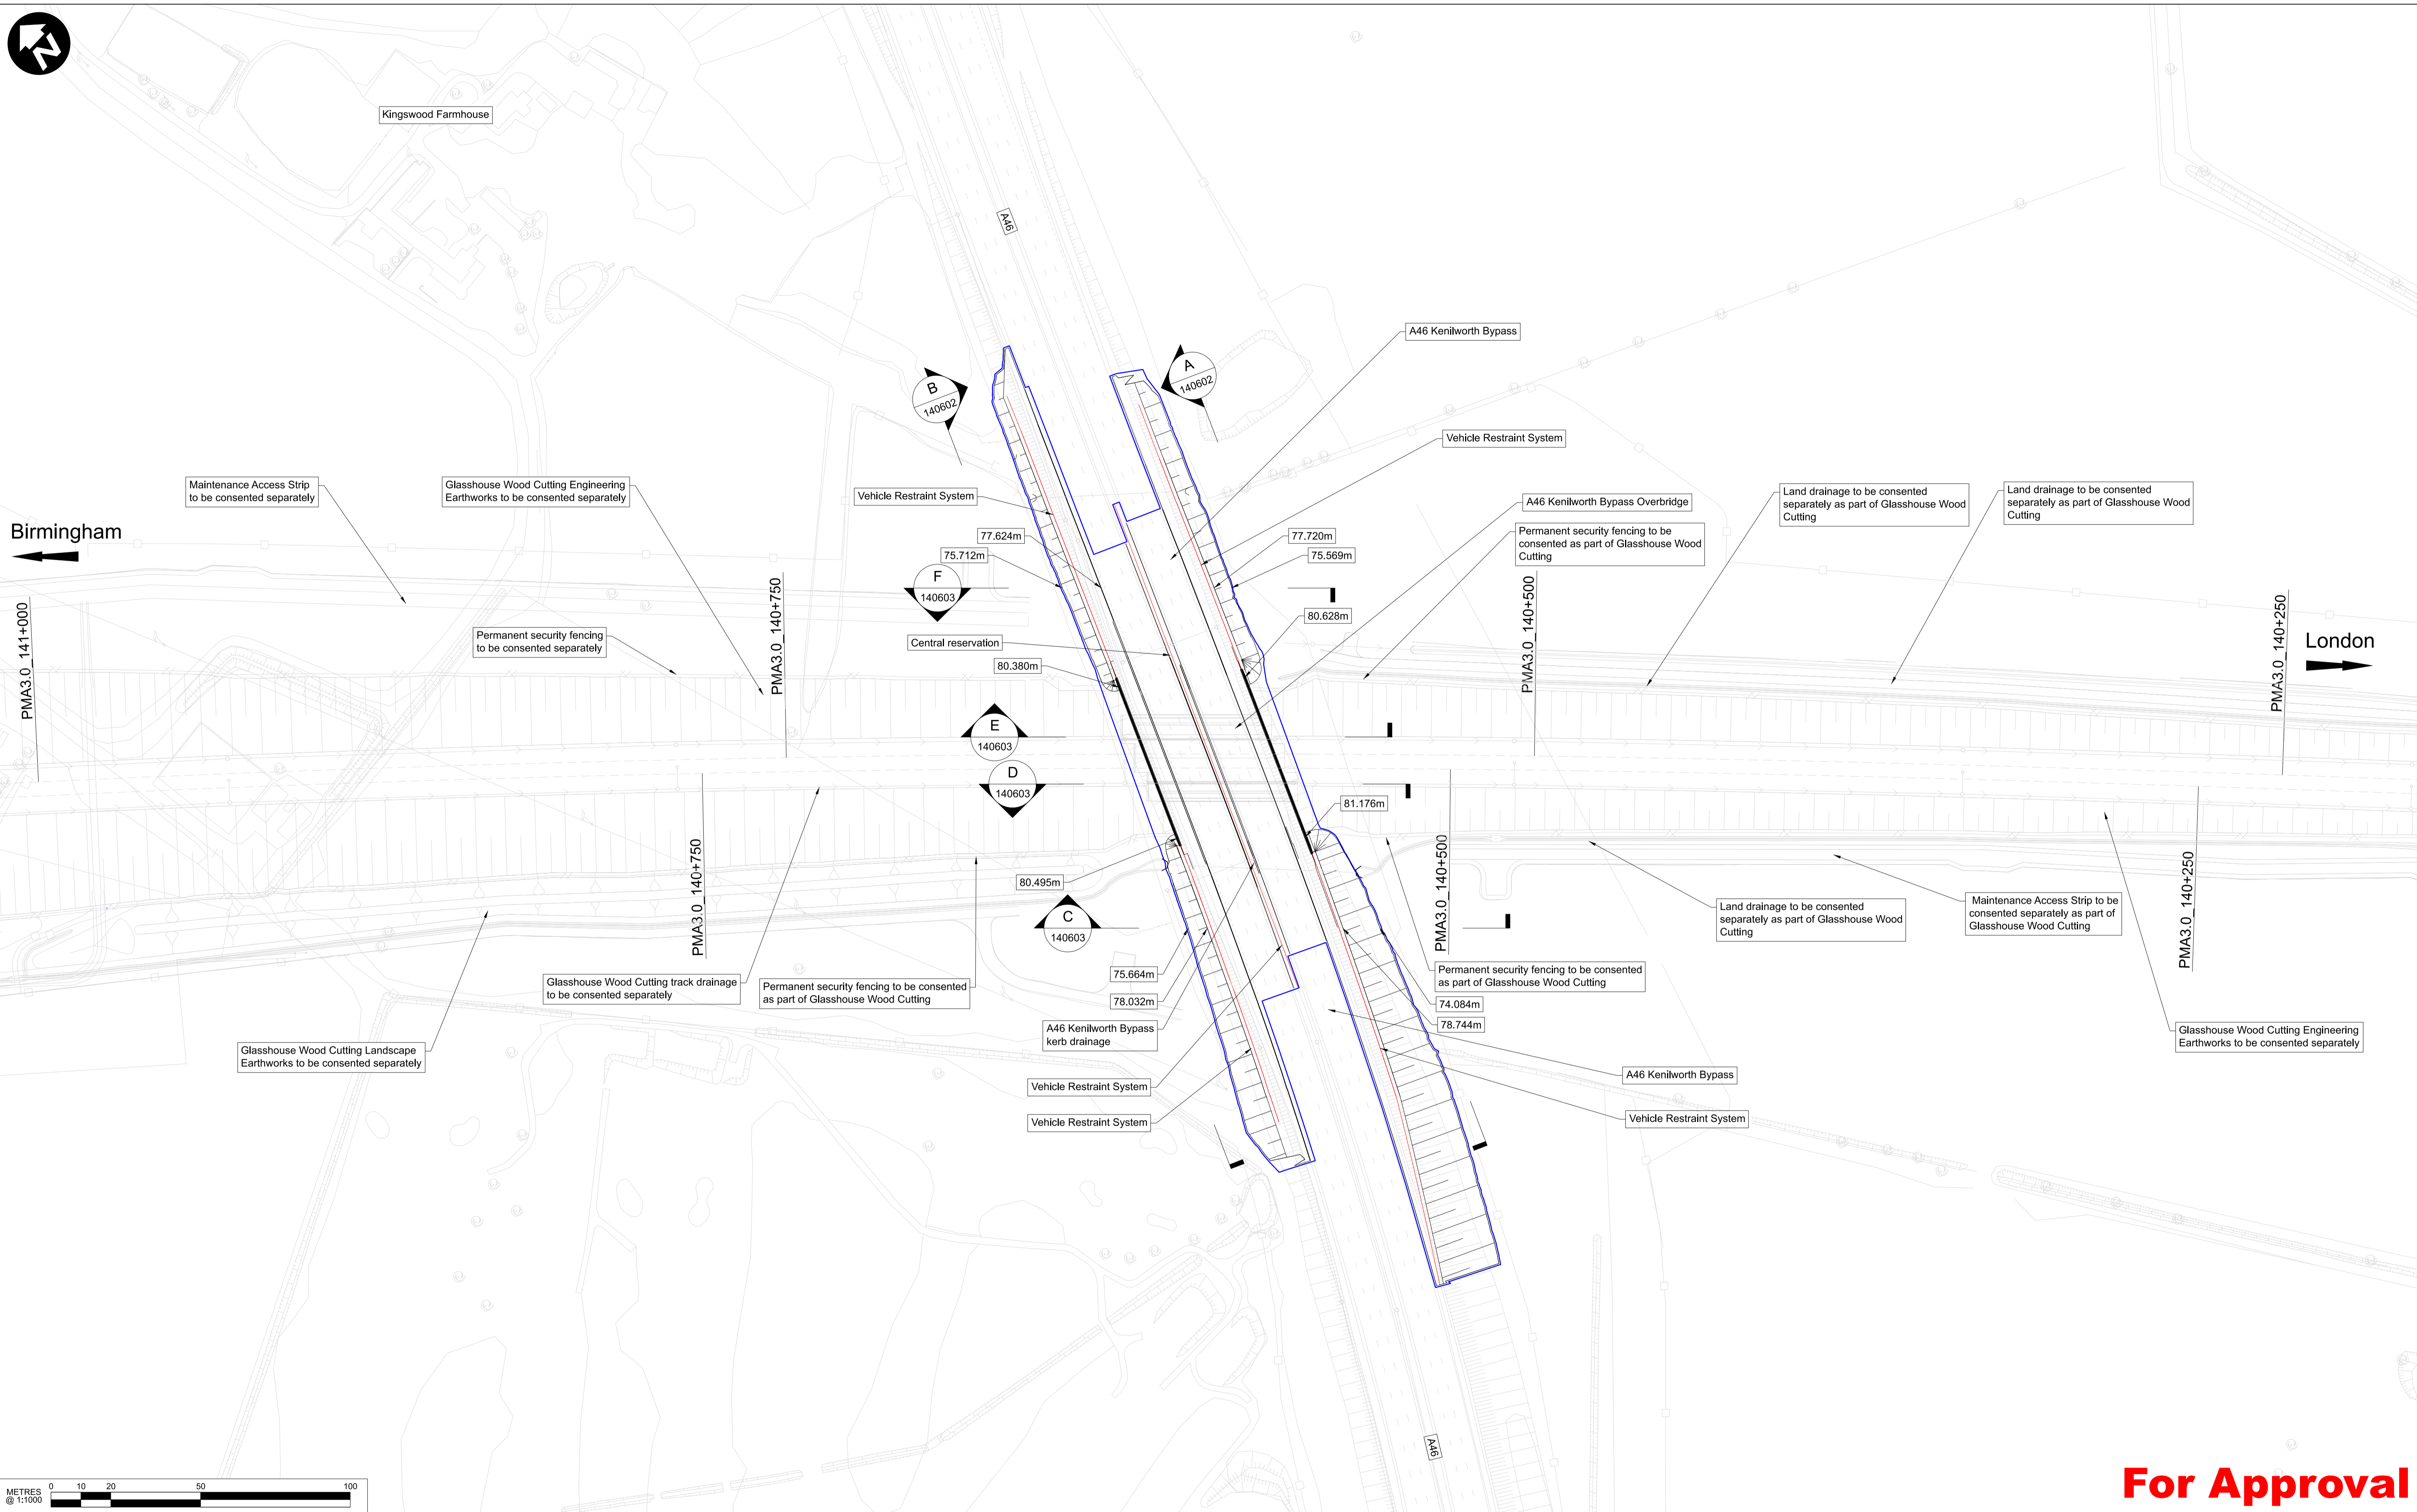 N
Kingswood Farmhouse
A46
A46 Kenilworth Bypass
B
140602
A
140602
Vehicle Restraint System
Maintenance Access Strip
to be consented separately
Glasshouse Wood Cutting Engineering
Earthworks to be consented separately
Vehicle Restraint System
A46 Kenilworth Bypass Overbridge
Land drainage to be consented
separately as part of Glasshouse Wood
Cutting
Land drainage to be consented
separately as part of Glasshouse Wood
Cutting
Birmingham
77.624m
75.712m
77.720m
75.569m
Permanent security fencing to be
consented as part of Glasshouse Wood
Cutting
F
140603
80.628m
PMA3.0_141+000
PMA3.0_140+750
PMA3.0_140+500
PMA3.0_140+250
London
Permanent security fencing
to be consented separately
Central reservation
80.380m
E
140603
D
140603
81.176m
PMA3.0_140+750
PMA3.0_140+500
PMA3.0_140+250
80.495m
C
140603
Land drainage to be consented
separately as part of Glasshouse Wood
Cutting
Maintenance Access Strip to be
consented separately as part of
Glasshouse Wood Cutting
Glasshouse Wood Cutting track drainage
to be consented separately
Permanent security fencing to be consented
as part of Glasshouse Wood Cutting
75.664m
78.032m
Permanent security fencing to be consented
as part of Glasshouse Wood Cutting
74.084m
78.744m
A46 Kenilworth Bypass
kerb drainage
Glasshouse Wood Cutting Landscape
Earthworks to be consented separately
Glasshouse Wood Cutting Engineering
Earthworks to be consented separately
Vehicle Restraint System
A46 Kenilworth Bypass
Vehicle Restraint System
Vehicle Restraint System
A46
METRES
@ 1:1000
0 10 20 50 100
For Approval